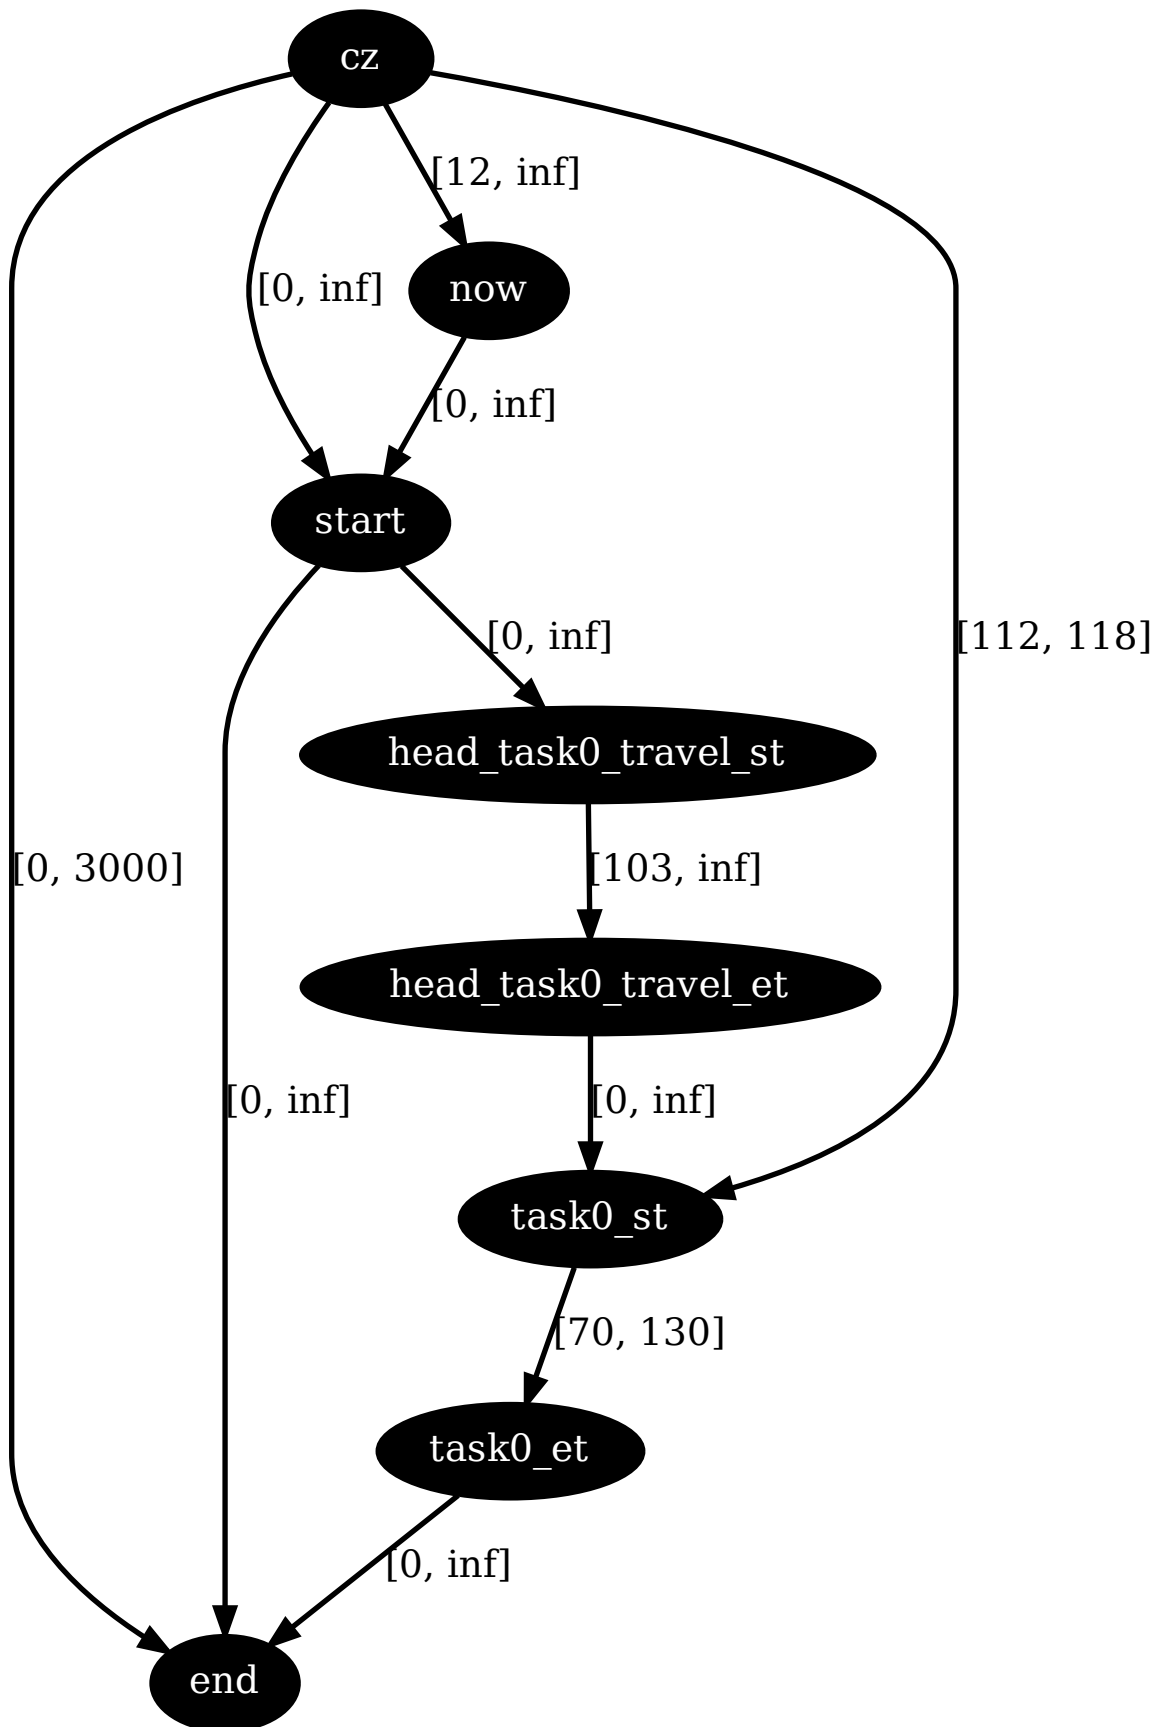 cz
[12, inf]
[0, inf]
now
[0, inf]
start
[0, inf]
[112, 118]
head_task0_travel_st
[0, 3000]
[103, inf]
head_task0_travel_et
[0, inf]
[0, inf]
task0_st
[70, 130]
task0_et
[0, inf]
end